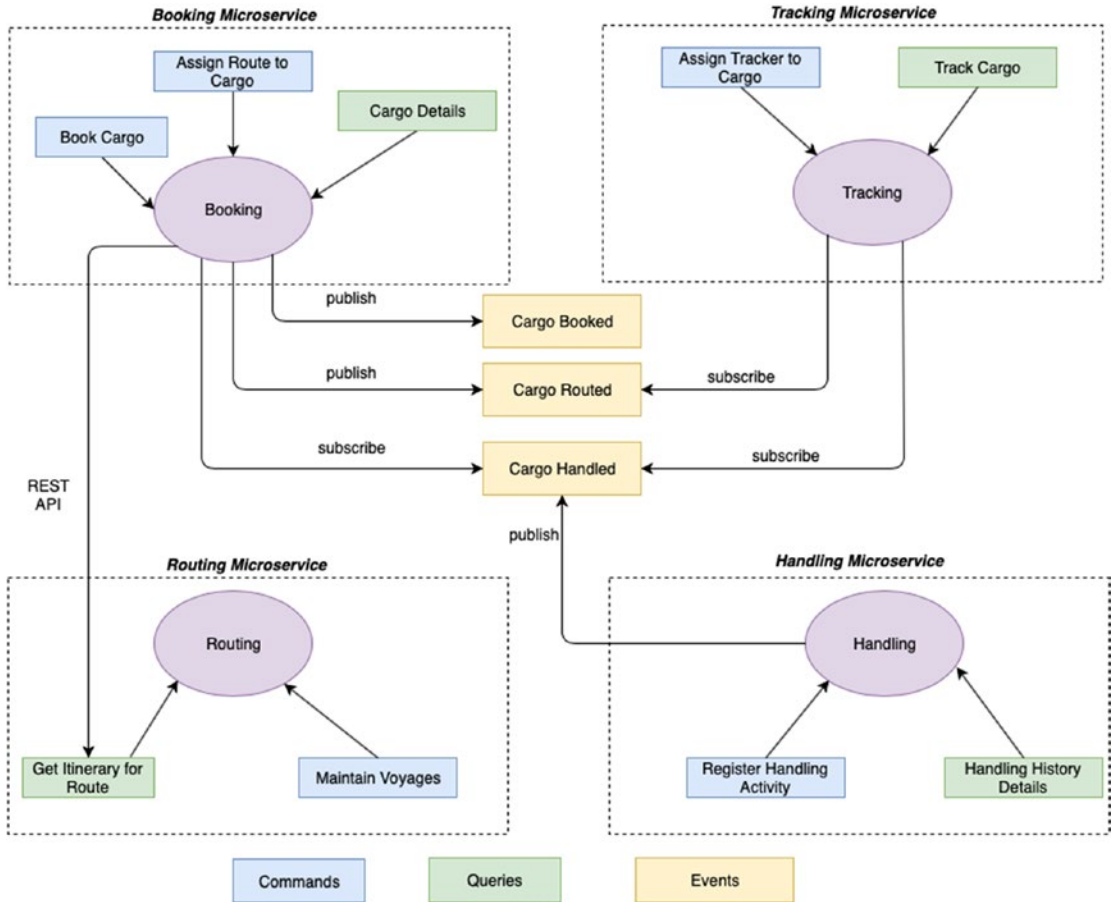 Booking Microservice
Tracking Microservice
Assign Route to
Cargo
Cargo Details
Book Cargo
Booking
Assign Tracker to
Cargo
Track Cargo
Tracking
publish
Cargo Booked
publish
Cargo Routed
subscribe
subscribe
Cargo Handled
subscribe
REST
API
publish
Routing Microservice
Handling Microservice
Routing
Handling
Get Itinerary for
Route
Maintain Voyages
Register Handling
Activity
Handling History
Details
Commands
Queries
Events